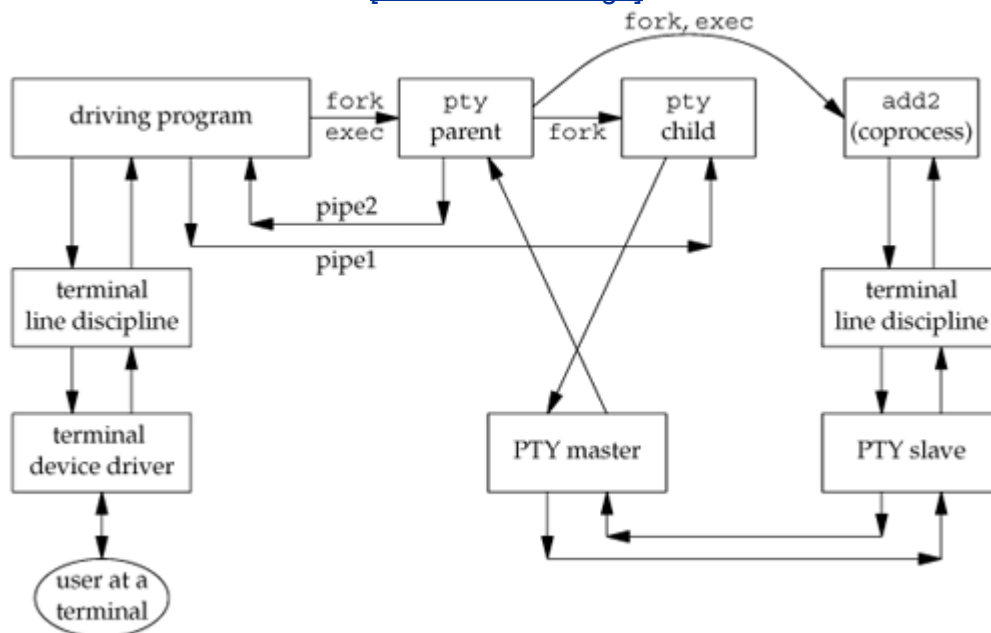 fork, exec
driving program
fork
exec
pty
parent
fork
pty
child
add2
(coprocess)
pipe2
pipe1
terminal
line discipline
terminal
line discipline
terminal
device driver
PTY master
PTY slave
user at a
terminal